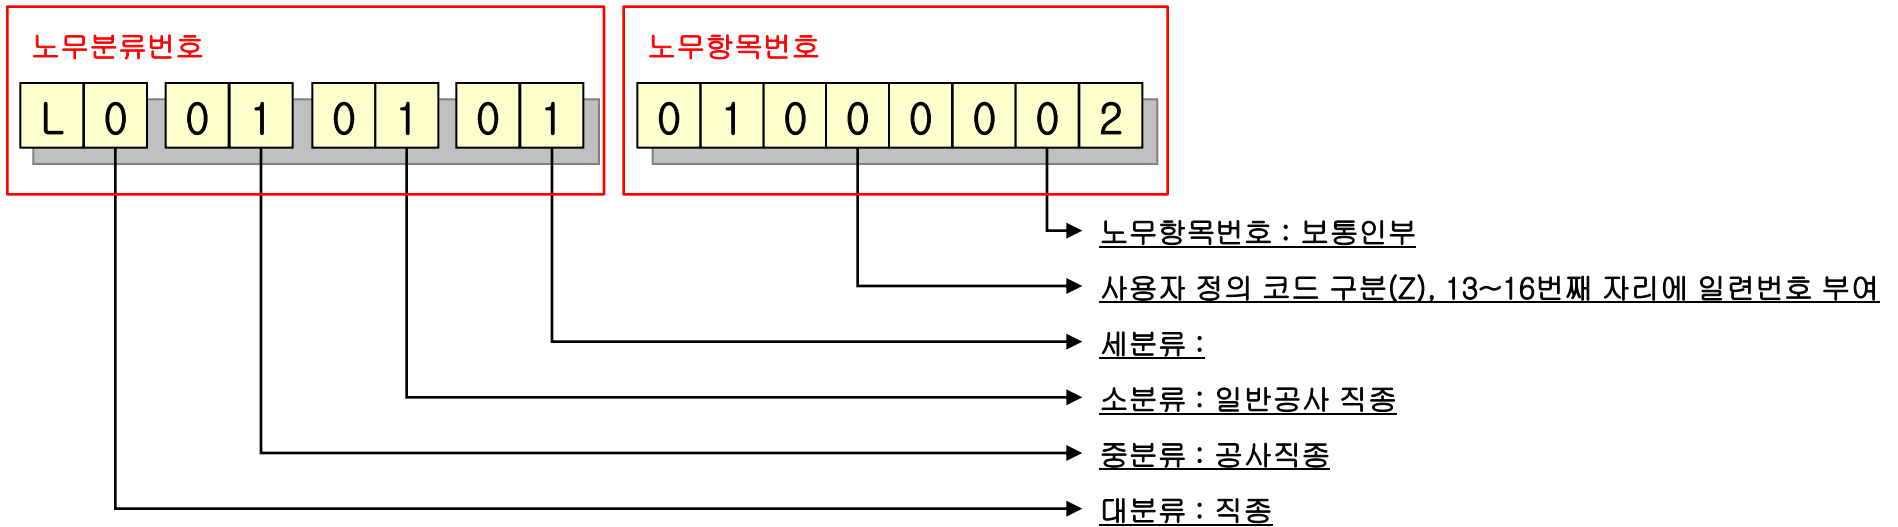 노무분류번호
노무항목번호
L 0 0 1 0 1 0 1
0 1 0 0 0 0 0 2
노무항목번호 : 보통인부
사용자 정의 코드 구분(Z), 13~16번째 자리에 일련번호 부여
세분류 :
소분류 : 일반공사 직종
중분류 : 공사직종
대분류 : 직종